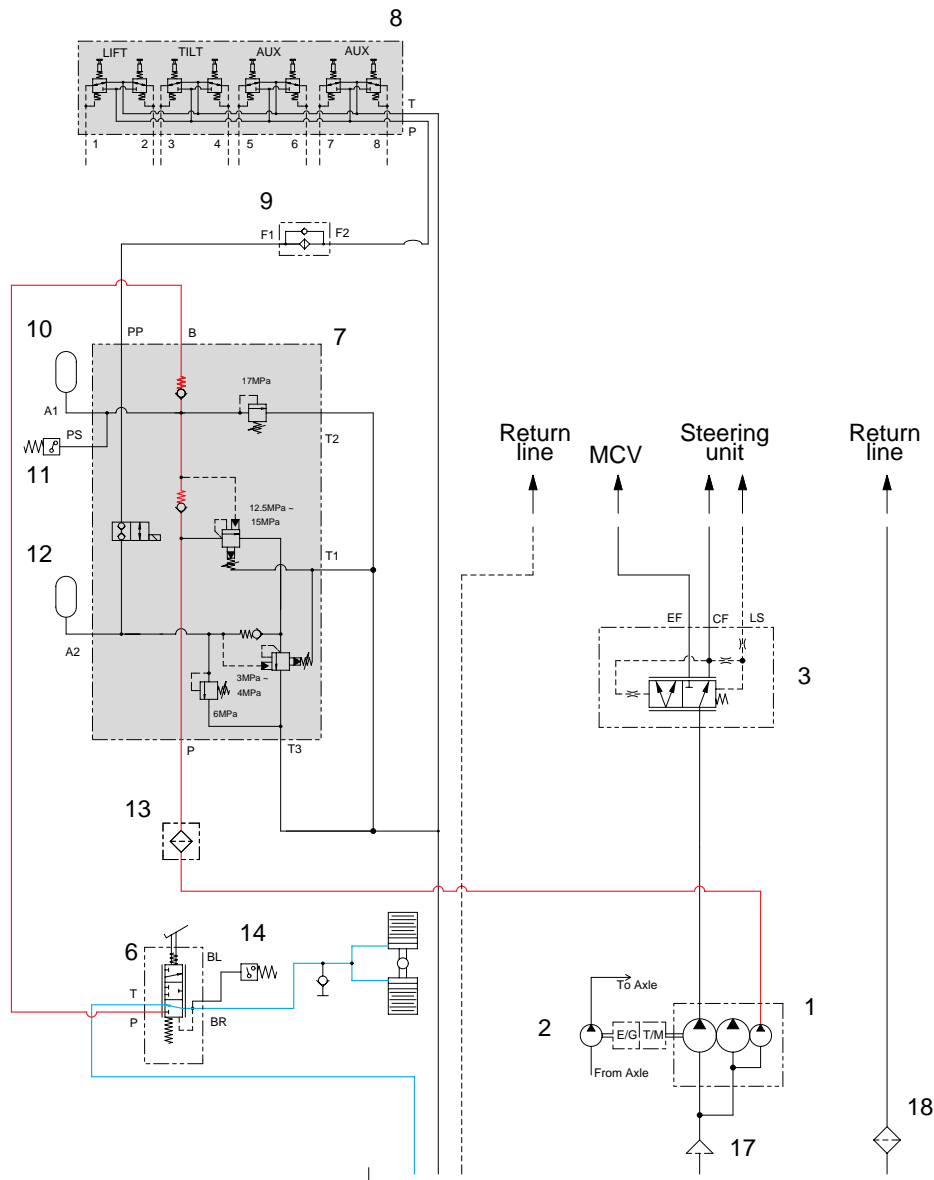 8
LIFT TILT AUX AUX
T
P
1 2 3 4 5 6 7 8
9
F1 F2
10 PP B 7
17MPa
A1
PS
T2
11
Return line
MCV
Steering unit
Return line
12.5MPa ~
15MPa
12
T1
EF CF LS
A2
3MPa ~
4MPa
3
6MPa
P T3
13
6 14
BL
T
P
BR
To Axle
1
2
E/G T/M
From Axle
17
18